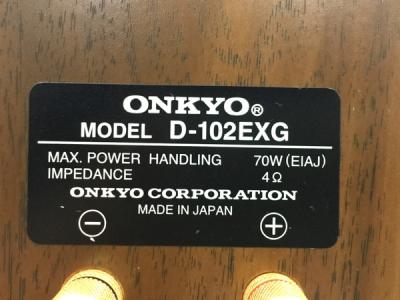 ONKYO®
MODEL D-102EXG
MAX. POWER HANDLING 70W (EIAJ)
IMPEDANCE 4Ω
ONKYO CORPORATION
MADE IN JAPAN
− +